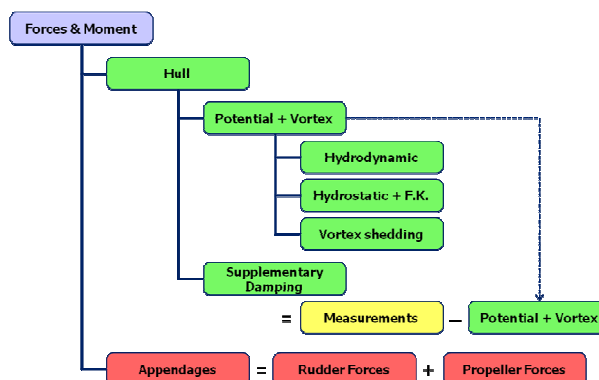 Forces & Moment
Hull
Potential + Vortex
Hydrodynamic
Hydrostatic + F.K.
Vortex shedding
Supplementary
Damping
= Measurements – Potential + Vortex
Appendages = Rudder Forces + Propeller Forces